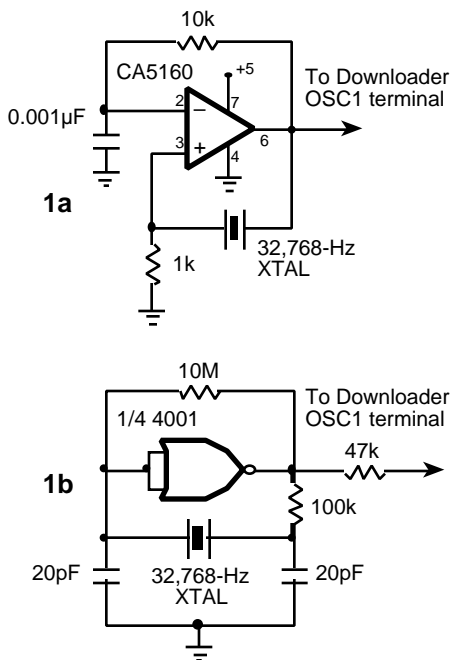 10k
CA5160
+5
To Downloader
OSC1 terminal
0.001µF
2
−
7
6
3
+
4
1a
32,768-Hz
XTAL
1k
10M
To Downloader
OSC1 terminal
1/4 4001
47k
1b
100k
20pF
32,768-Hz
XTAL
20pF